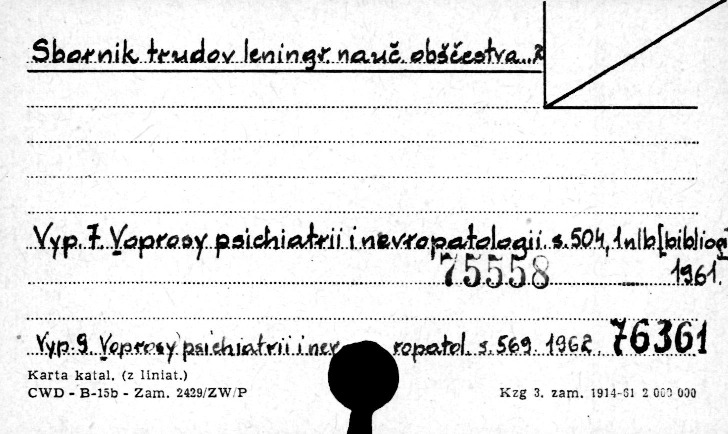 Sbornik trudov leningr. nauč. obščestva... 2
Vyp. 7. Voprosy psichiatrii i nevropatologii. s. 504, 1 nlb [bibliog
75558 1961.
Vyp. 9. Voprosy psichiatrii i nevropatol. s. 569. 1962. 76361
Karta katal. (z liniat.)
CWD - B-15b - Zam. 2429/ZW/P Kzg 3. zam. 1914-61 2 000 000